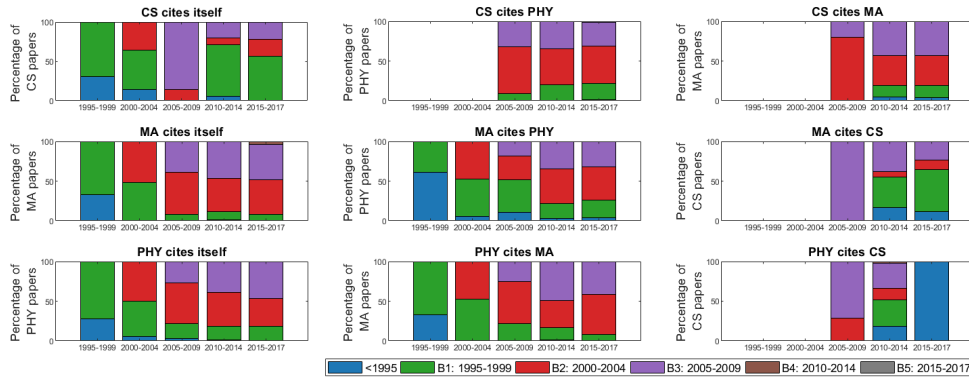 CS cites itself
CS cites PHY
CS cites MA
Percentage of
CS papers
100
50
0
1995-1999 2000-2004 2005-2009 2010-2014 2015-2017
Percentage of
PHY papers
100
50
0
1995-1999 2000-2004 2005-2009 2010-2014 2015-2017
Percentage of
MA papers
100
50
0
1995-1999 2000-2004 2005-2009 2010-2014 2015-2017
MA cites itself
MA cites PHY
MA cites CS
Percentage of
MA papers
100
50
0
1995-1999 2000-2004 2005-2009 2010-2014 2015-2017
Percentage of
PHY papers
100
50
0
1995-1999 2000-2004 2005-2009 2010-2014 2015-2017
Percentage of
CS papers
100
50
0
1995-1999 2000-2004 2005-2009 2010-2014 2015-2017
PHY cites itself
PHY cites MA
PHY cites CS
Percentage of
PHY papers
100
50
0
1995-1999 2000-2004 2005-2009 2010-2014 2015-2017
Percentage of
MA papers
100
50
0
1995-1999 2000-2004 2005-2009 2010-2014 2015-2017
Percentage of
CS papers
100
50
0
1995-1999 2000-2004 2005-2009 2010-2014 2015-2017
<1995 B1: 1995-1999 B2: 2000-2004 B3: 2005-2009 B4: 2010-2014 B5: 2015-2017